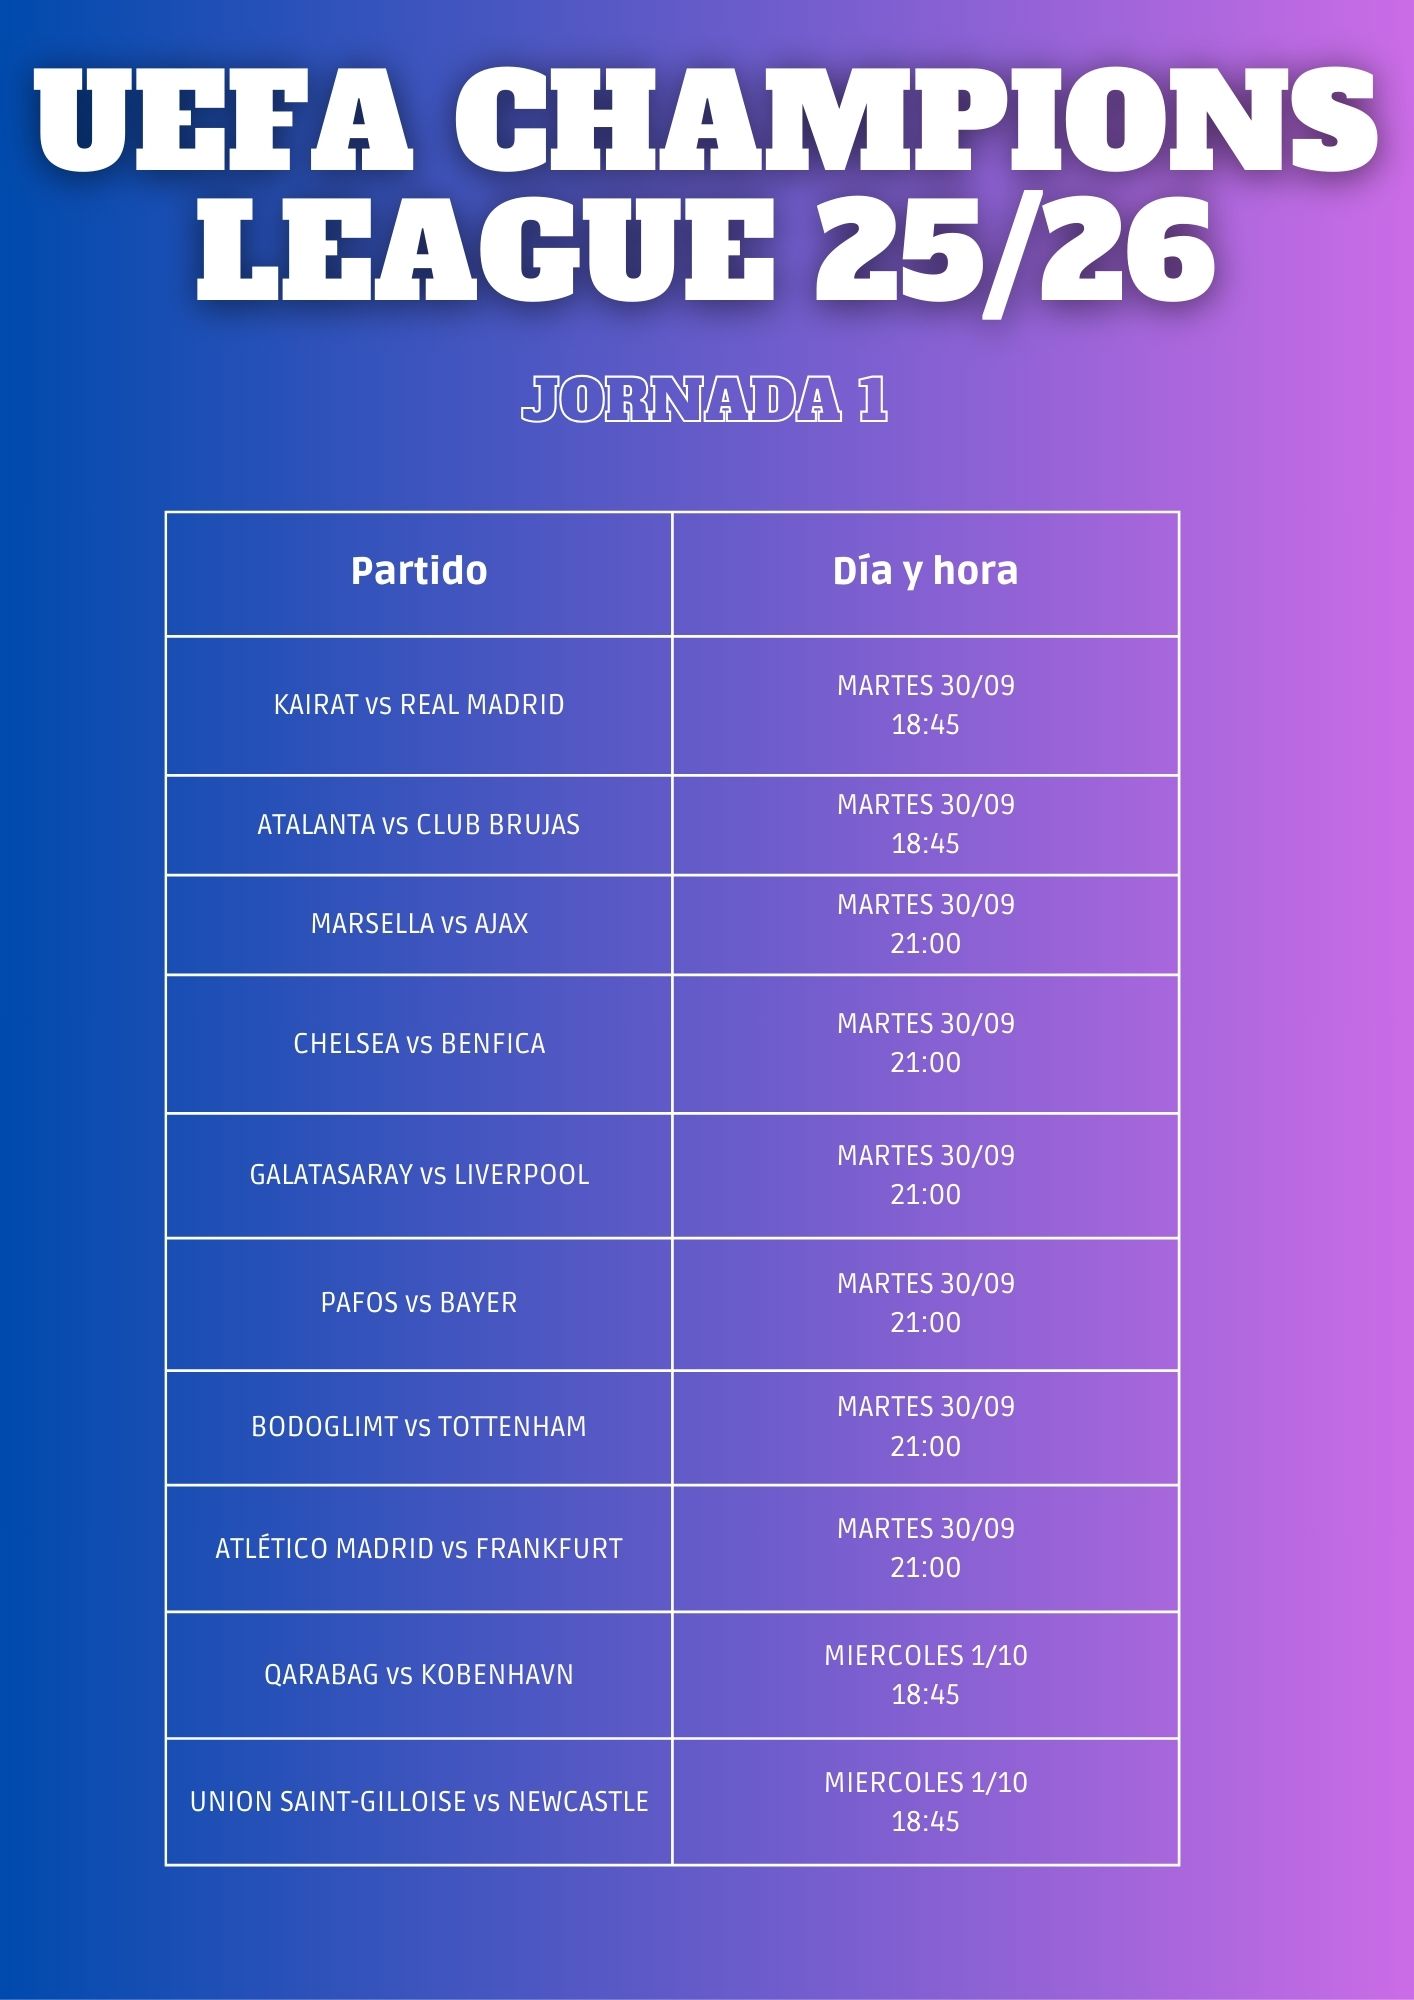 UEFA CHAMPIONS
LEAGUE 25/26
JORNADA 1
Partido
Día y hora
KAIRAT vs REAL MADRID
MARTES 30/09
18:45
ATALANTA vs CLUB BRUJAS
MARTES 30/09
18:45
MARSELLA vs AJAX
MARTES 30/09
21:00
CHELSEA vs BENFICA
MARTES 30/09
21:00
GALATASARAY vs LIVERPOOL
MARTES 30/09
21:00
PAFOS vs BAYER
MARTES 30/09
21:00
BODOGLIMT vs TOTTENHAM
MARTES 30/09
21:00
ATLÉTICO MADRID vs FRANKFURT
MARTES 30/09
21:00
QARABAG vs KOBENHAVN
MIERCOLES 1/10
18:45
UNION SAINT-GILLOISE vs NEWCASTLE
MIERCOLES 1/10
18:45